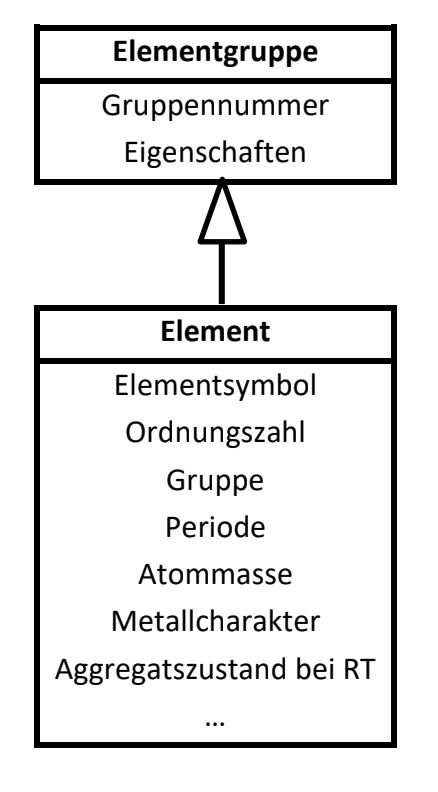 Elementgruppe
Gruppennummer
Eigenschaften
Element
Elementsymbol
Ordnungszahl
Gruppe
Periode
Atommasse
Metallcharakter
Aggregatszustand bei RT
...